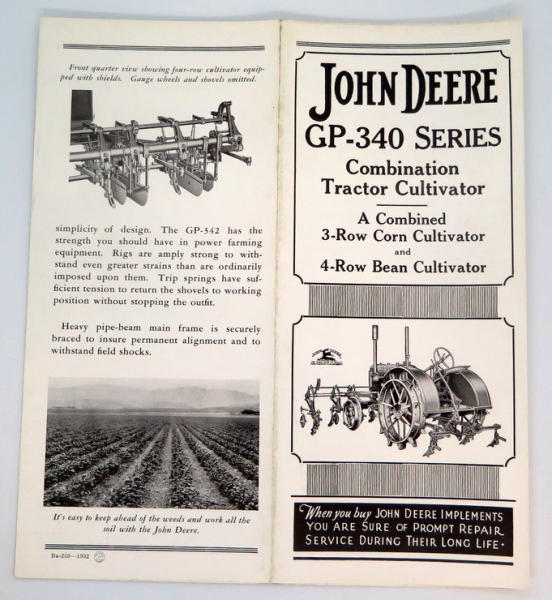 Front quarter view showing four-row cultivator equip-
ped with shields. Gauge wheels and shovels omitted.
simplicity of design. The GP-342 has the
strength you should have in power farming
equipment. Rigs are amply strong to with-
stand even greater strains than are ordinarily
imposed upon them. Trip springs have suf-
ficient tension to return the shovels to working
position without stopping the outfit.
Heavy pipe-beam main frame is securely
braced to insure permanent alignment and to
withstand field shocks.
It's easy to keep ahead of the weeds and work all the
soil with the John Deere.
JOHN DEERE
GP-340 SERIES
Combination
Tractor Cultivator
A Combined
3-Row Corn Cultivator
and
4-Row Bean Cultivator
When you buy JOHN DEERE IMPLEMENTS
YOU ARE SURE OF PROMPT REPAIR
SERVICE DURING THEIR LONG LIFE.